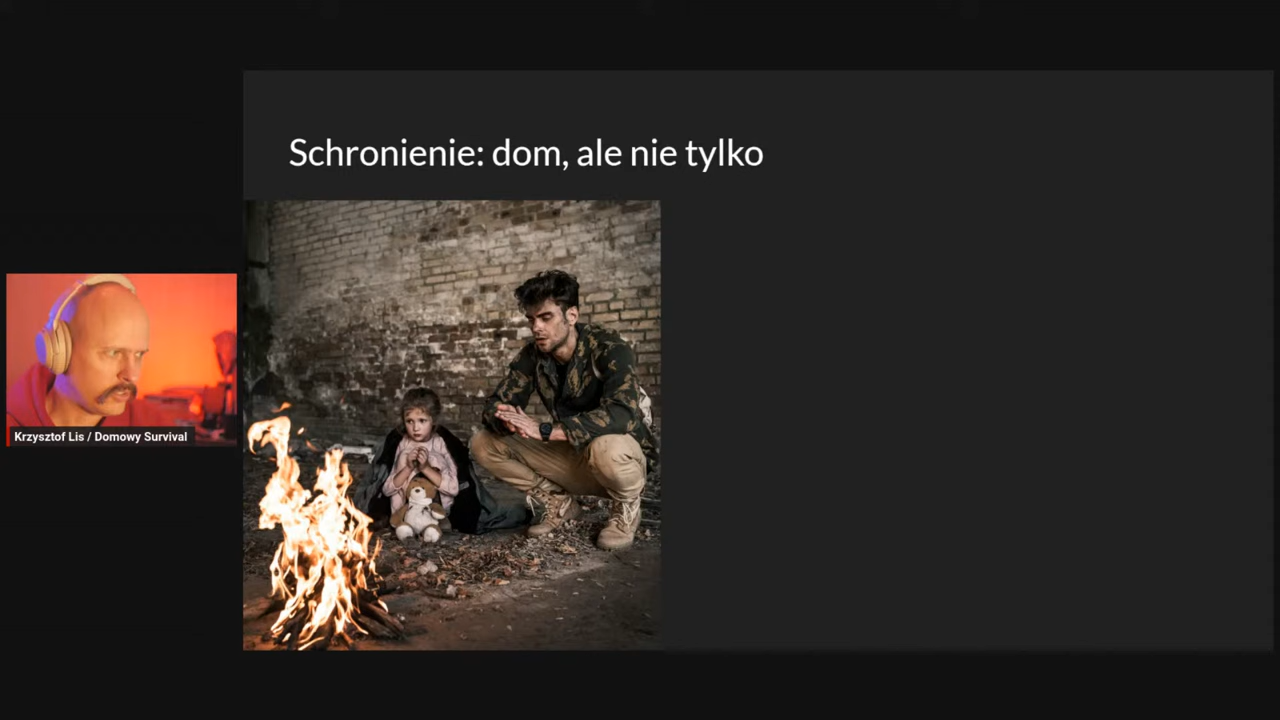 Schronienie: dom, ale nie tylko
Krzysztof Lis / Domowy Survival